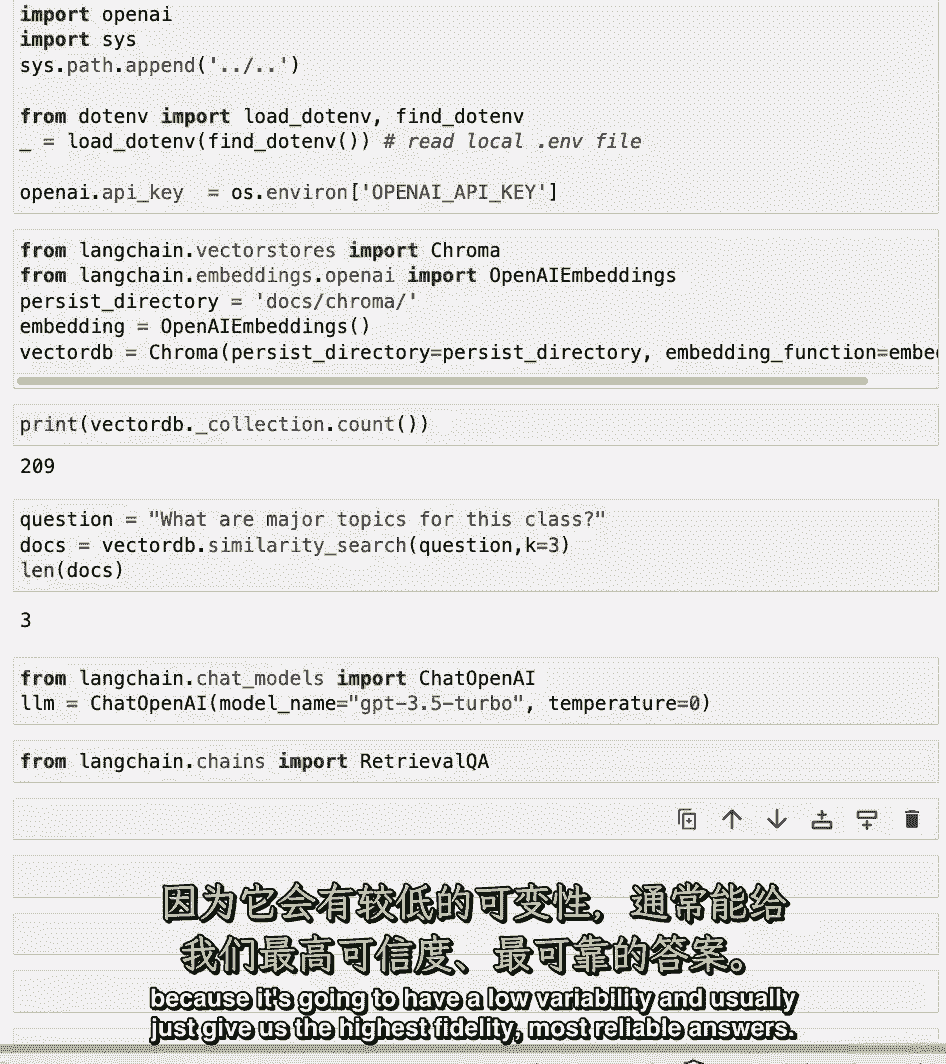 import openai
import sys
sys.path.append('../..')
from dotenv import load_dotenv, find_dotenv
_ = load_dotenv(find_dotenv()) # read local .env file
openai.api_key  = os.environ['OPENAI_API_KEY']
from langchain.vectorstores import Chroma
from langchain.embeddings.openai import OpenAIEmbeddings
persist_directory = 'docs/chroma/'
embedding = OpenAIEmbeddings()
vectordb = Chroma(persist_directory=persist_directory, embedding_function=embe
print(vectordb._collection.count())
209
question = "What are major topics for this class?"
docs = vectordb.similarity_search(question,k=3)
len(docs)
3
from langchain.chat_models import ChatOpenAI
llm = ChatOpenAI(model_name="gpt-3.5-turbo", temperature=0)
from langchain.chains import RetrievalQA
因为它会有较低的可变性，通常能给
我们最高可信度、最可靠的答案。
because it's going to have a low variability and usually
just give us the highest fidelity, most reliable answers.